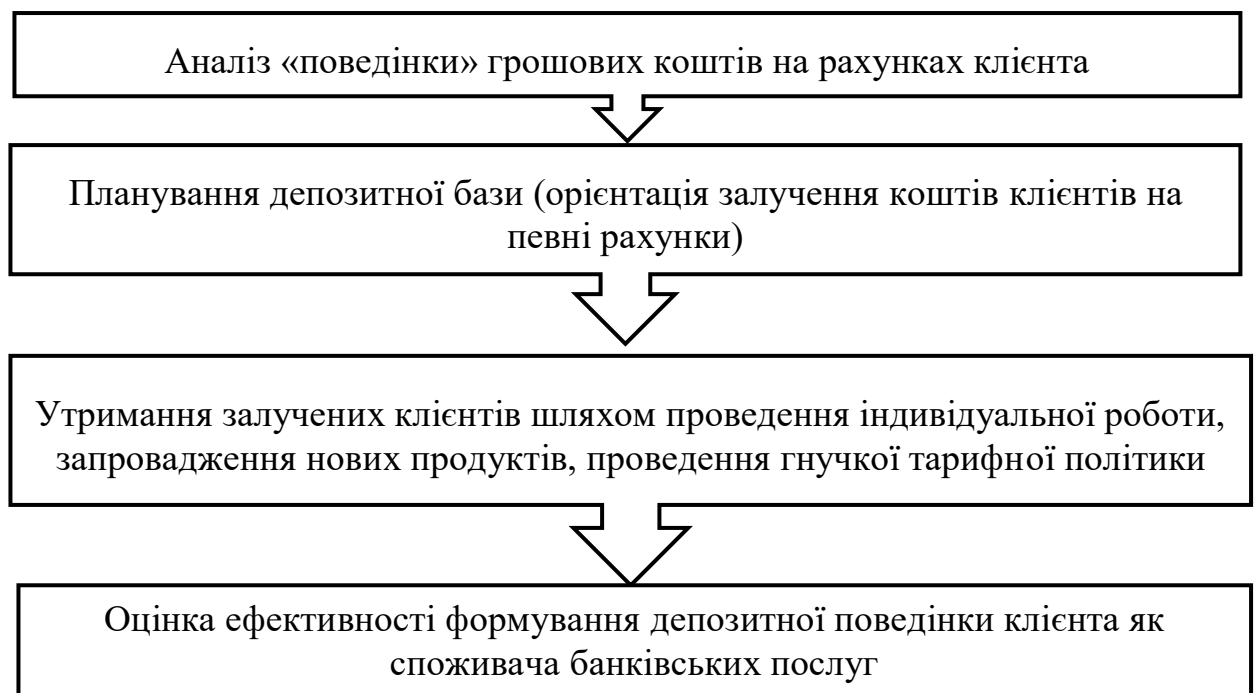 Аналіз «поведінки» грошових коштів на рахунках клієнта
Планування депозитної бази (орієнтація залучення коштів клієнтів на
певні рахунки)
Утримання залучених клієнтів шляхом проведення індивідуальної роботи,
запровадження нових продуктів, проведення гнучкої тарифної політики
Оцінка ефективності формування депозитної поведінки клієнта як
споживача банківських послуг